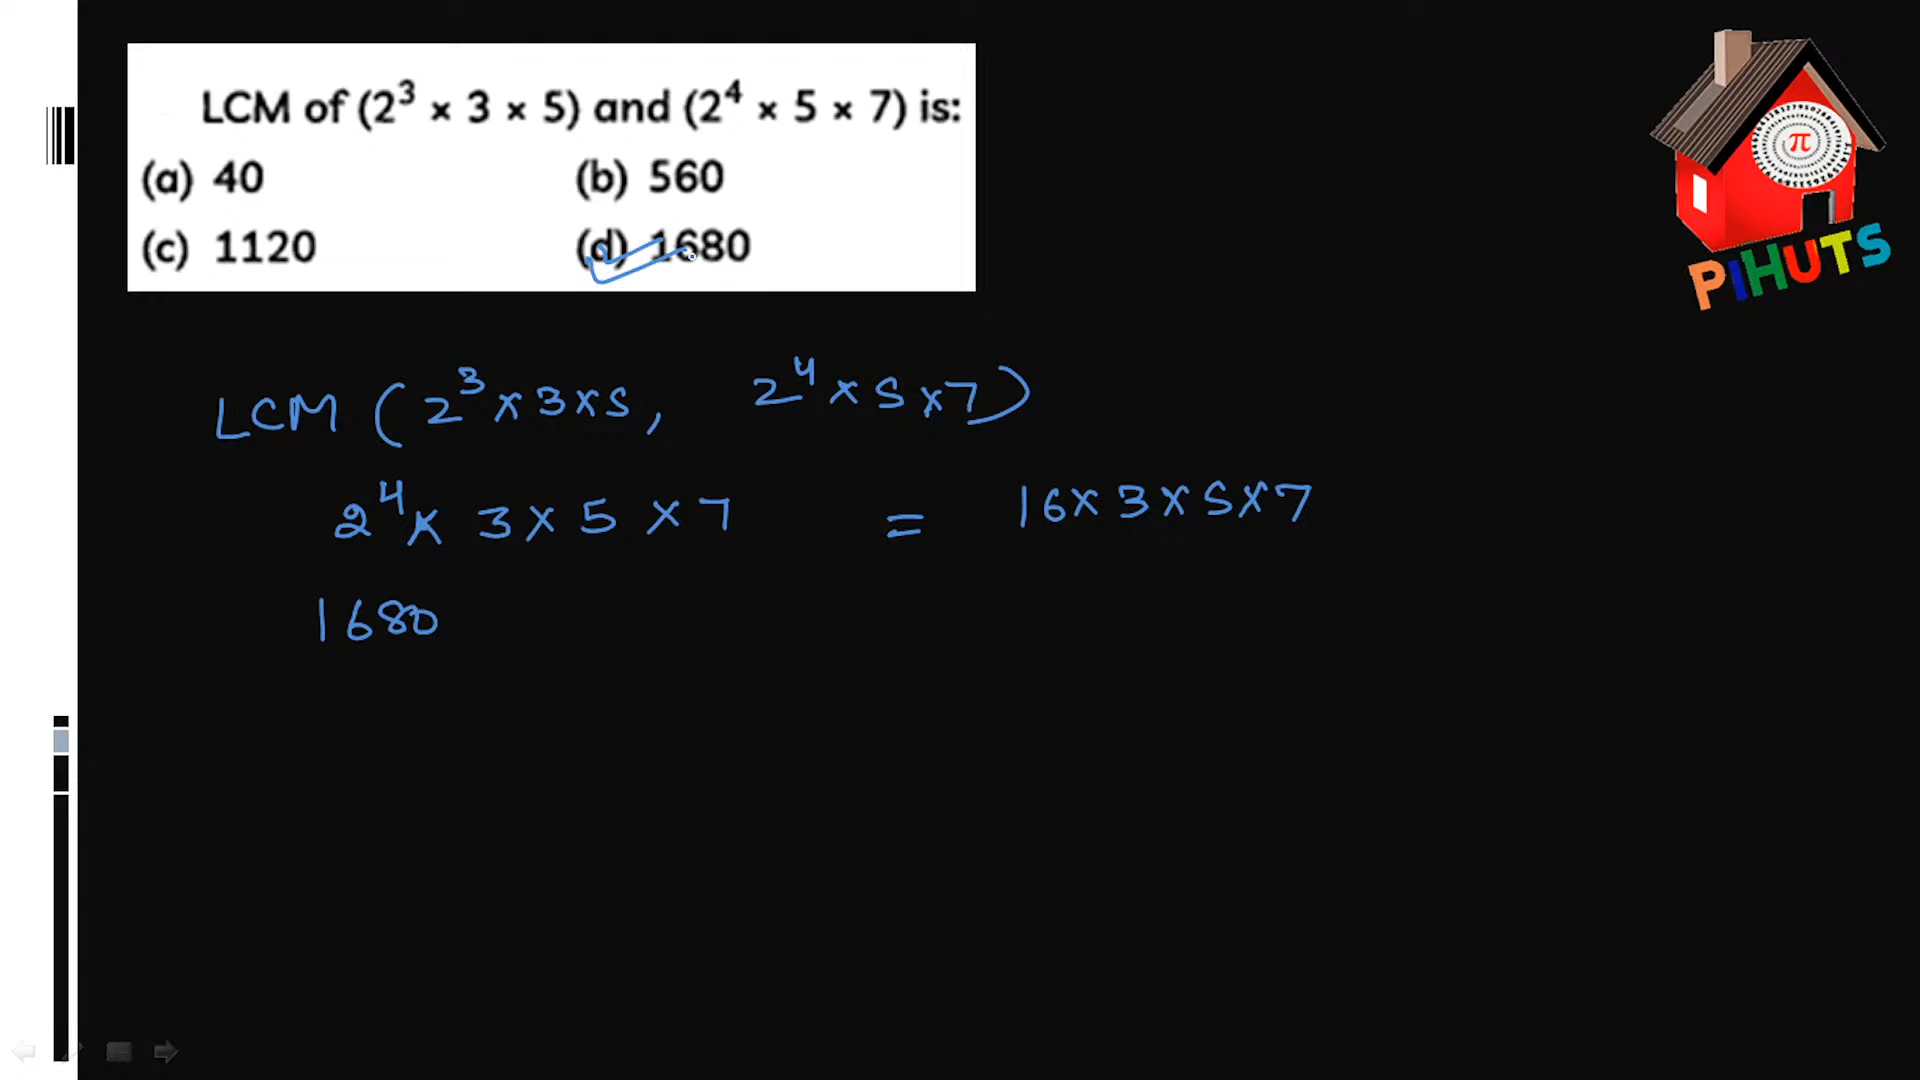 LCM of (2³ × 3 × 5) and (2⁴ × 5 × 7) is:
(a) 40 (b) 560
(c) 1120 (d) 1680
π
PIHUTS
LCM (2³ × 3 × 5, 2⁴ × 5 × 7)
2⁴ × 3 × 5 × 7 = 16 × 3 × 5 × 7
1680